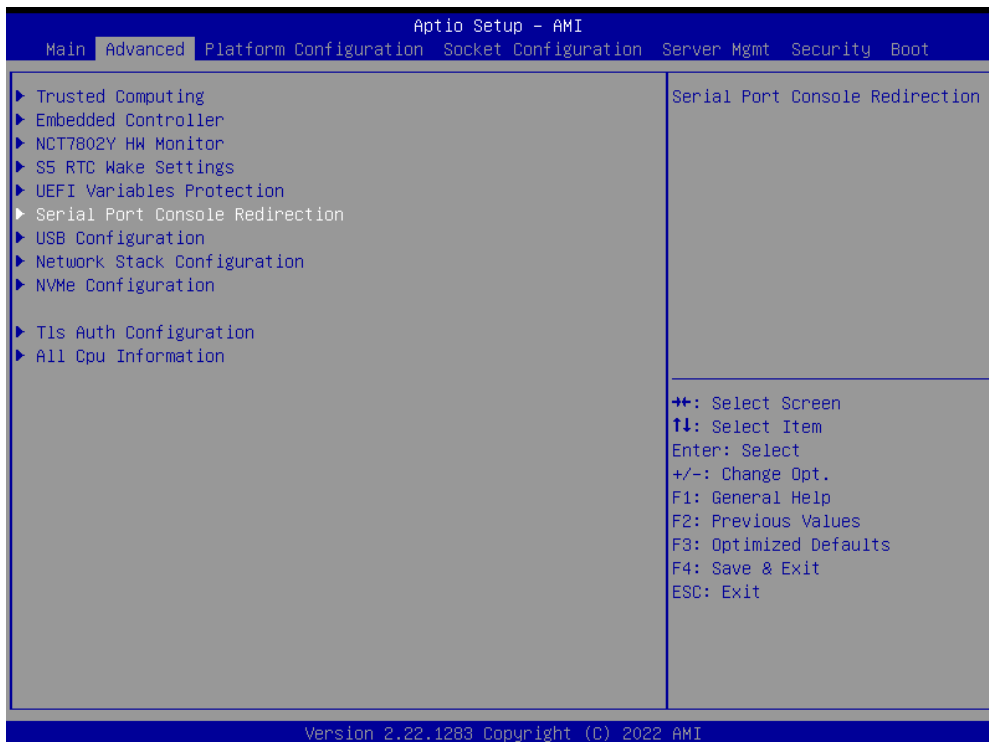 Aptio Setup – AMI
Main Advanced Platform Configuration Socket Configuration Server Mgmt Security Boot
▶ Trusted Computing
▶ Embedded Controller
▶ NCT7802Y HW Monitor
▶ S5 RTC Wake Settings
▶ UEFI Variables Protection
▶ Serial Port Console Redirection
▶ USB Configuration
▶ Network Stack Configuration
▶ NVMe Configuration
▶ Tls Auth Configuration
▶ All Cpu Information
Serial Port Console Redirection
→←: Select Screen
↑↓: Select Item
Enter: Select
+/-: Change Opt.
F1: General Help
F2: Previous Values
F3: Optimized Defaults
F4: Save & Exit
ESC: Exit
Version 2.22.1283 Copyright (C) 2022 AMI